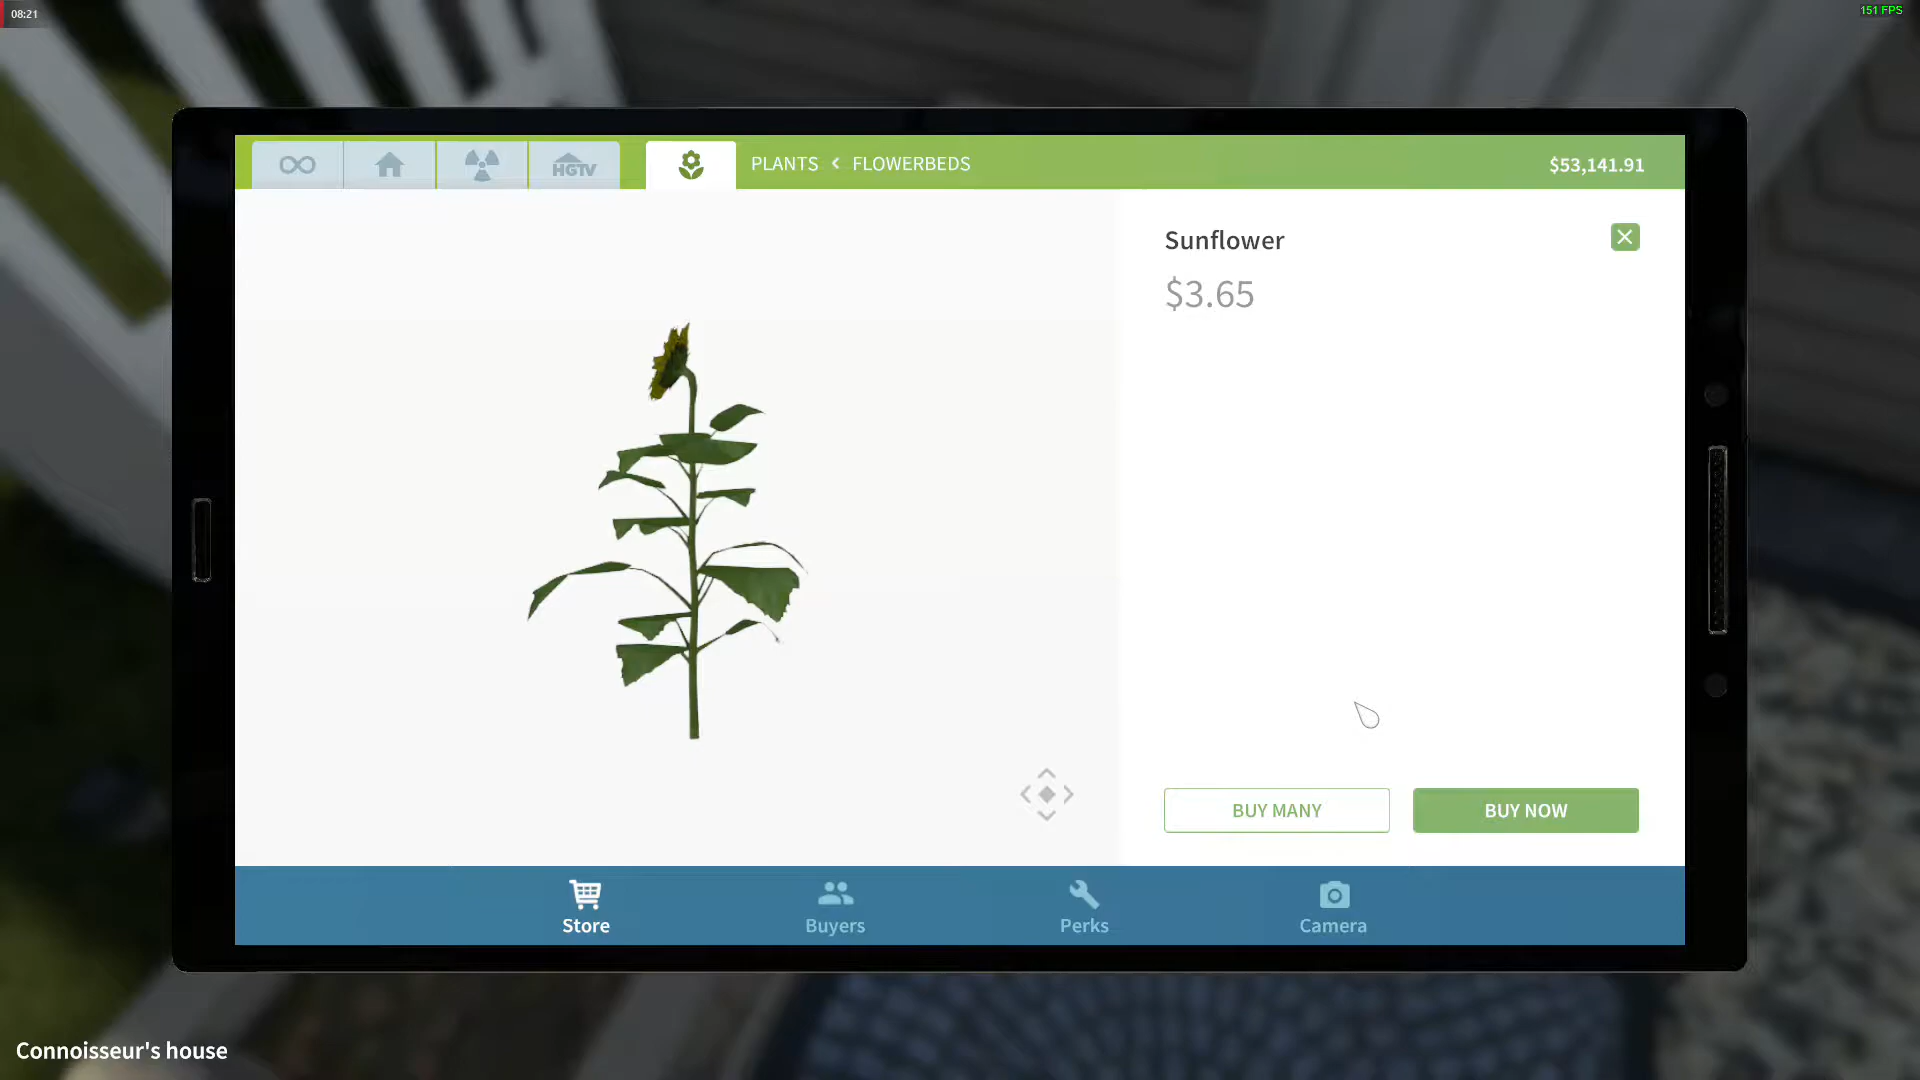 08:21
151 FPS
HGTV
PLANTS < FLOWERBEDS
$53,141.91
Sunflower
$3.65
BUY MANY
BUY NOW
Store
Buyers
Perks
Camera
Connoisseur's house